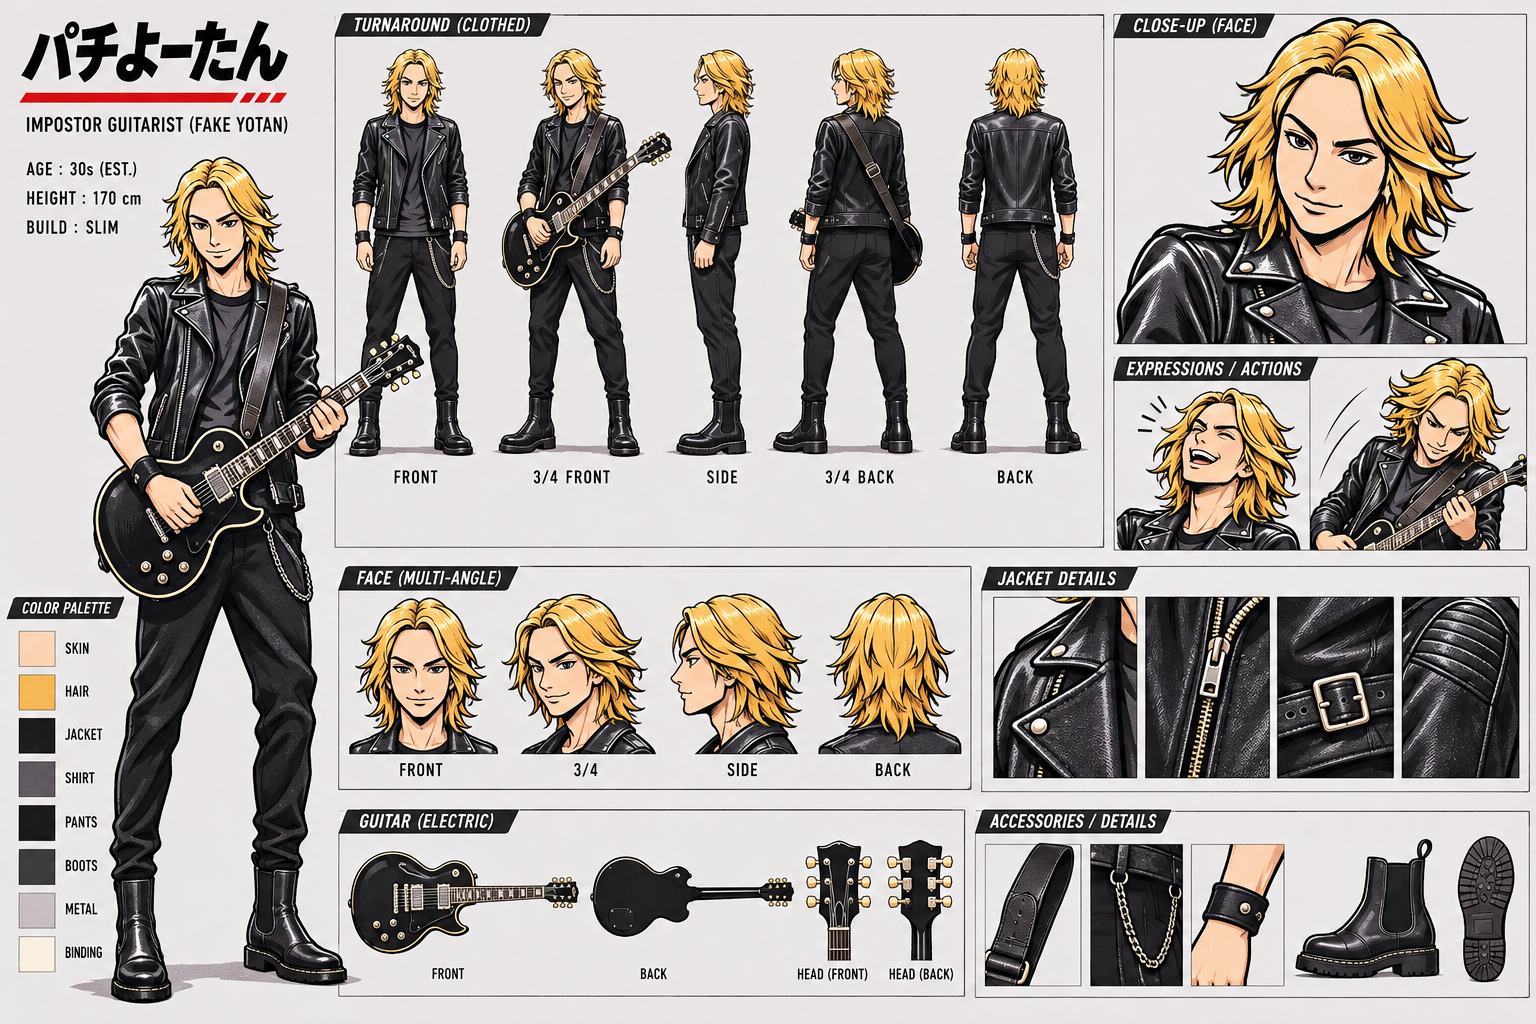 パチよーたん
IMPOSTOR GUITARIST (FAKE YOTAN)
AGE : 30s (EST.)
HEIGHT : 170 cm
BUILD : SLIM
TURNAROUND (CLOTHED)
FRONT
3/4 FRONT
SIDE
3/4 BACK
BACK
CLOSE-UP (FACE)
EXPRESSIONS / ACTIONS
COLOR PALETTE
SKIN
HAIR
JACKET
SHIRT
PANTS
BOOTS
METAL
BINDING
FACE (MULTI-ANGLE)
FRONT
3/4
SIDE
BACK
JACKET DETAILS
GUITAR (ELECTRIC)
FRONT
BACK
HEAD (FRONT)
HEAD (BACK)
ACCESSORIES / DETAILS